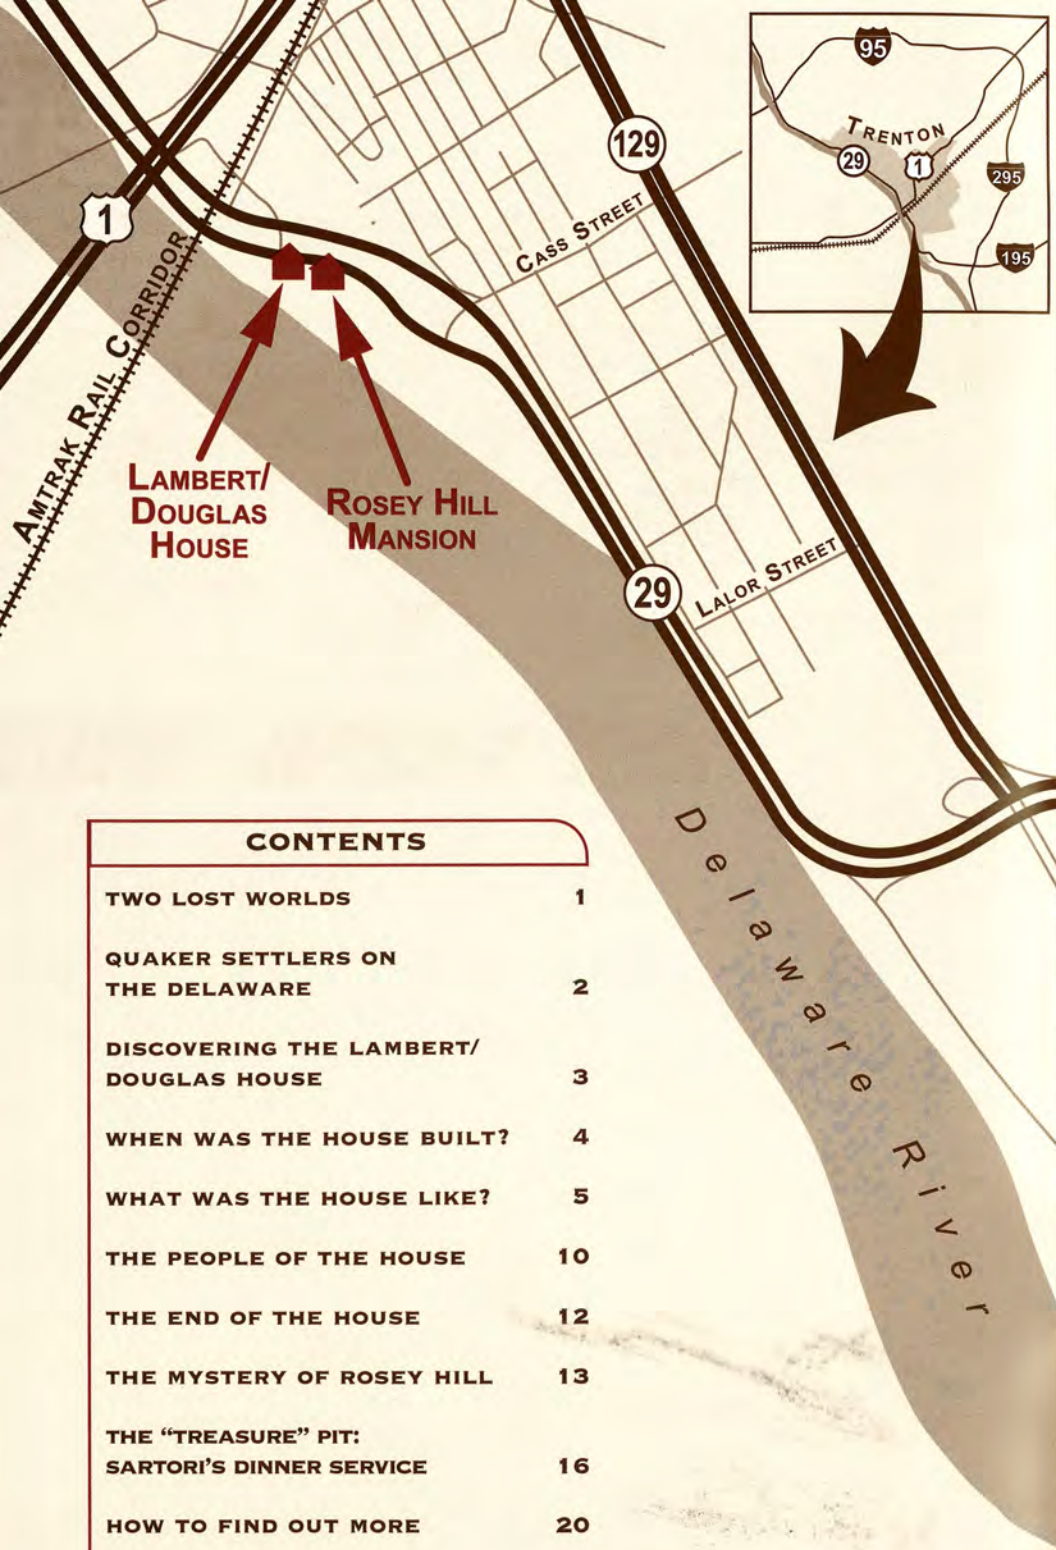 95
TRENTON
29
1
295
195
129
1
CASS STREET
AMTRAK RAIL CORRIDOR
LAMBERT/
DOUGLAS
HOUSE
ROSEY HILL
MANSION
29
LALOR STREET
Delaware River
CONTENTS
TWO LOST WORLDS 1
QUAKER SETTLERS ON
THE DELAWARE 2
DISCOVERING THE LAMBERT/
DOUGLAS HOUSE 3
WHEN WAS THE HOUSE BUILT? 4
WHAT WAS THE HOUSE LIKE? 5
THE PEOPLE OF THE HOUSE 10
THE END OF THE HOUSE 12
THE MYSTERY OF ROSEY HILL 13
THE “TREASURE” PIT:
SARTORI’S DINNER SERVICE 16
HOW TO FIND OUT MORE 20